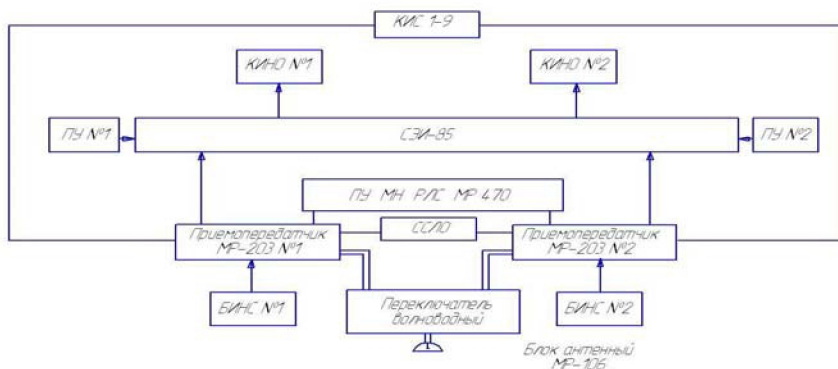 КИС 1-9
КИНО №1
КИНО №2
ПУ №1
СЭИ-85
ПУ №2
ПУ МН РЛС МР 470
ССЛО
Приемопередатчик
МР-203 №1
Приемопередатчик
МР-203 №2
БИНС №1
Переключатель
волноводный
БИНС №2
Блок антенный
МР-106